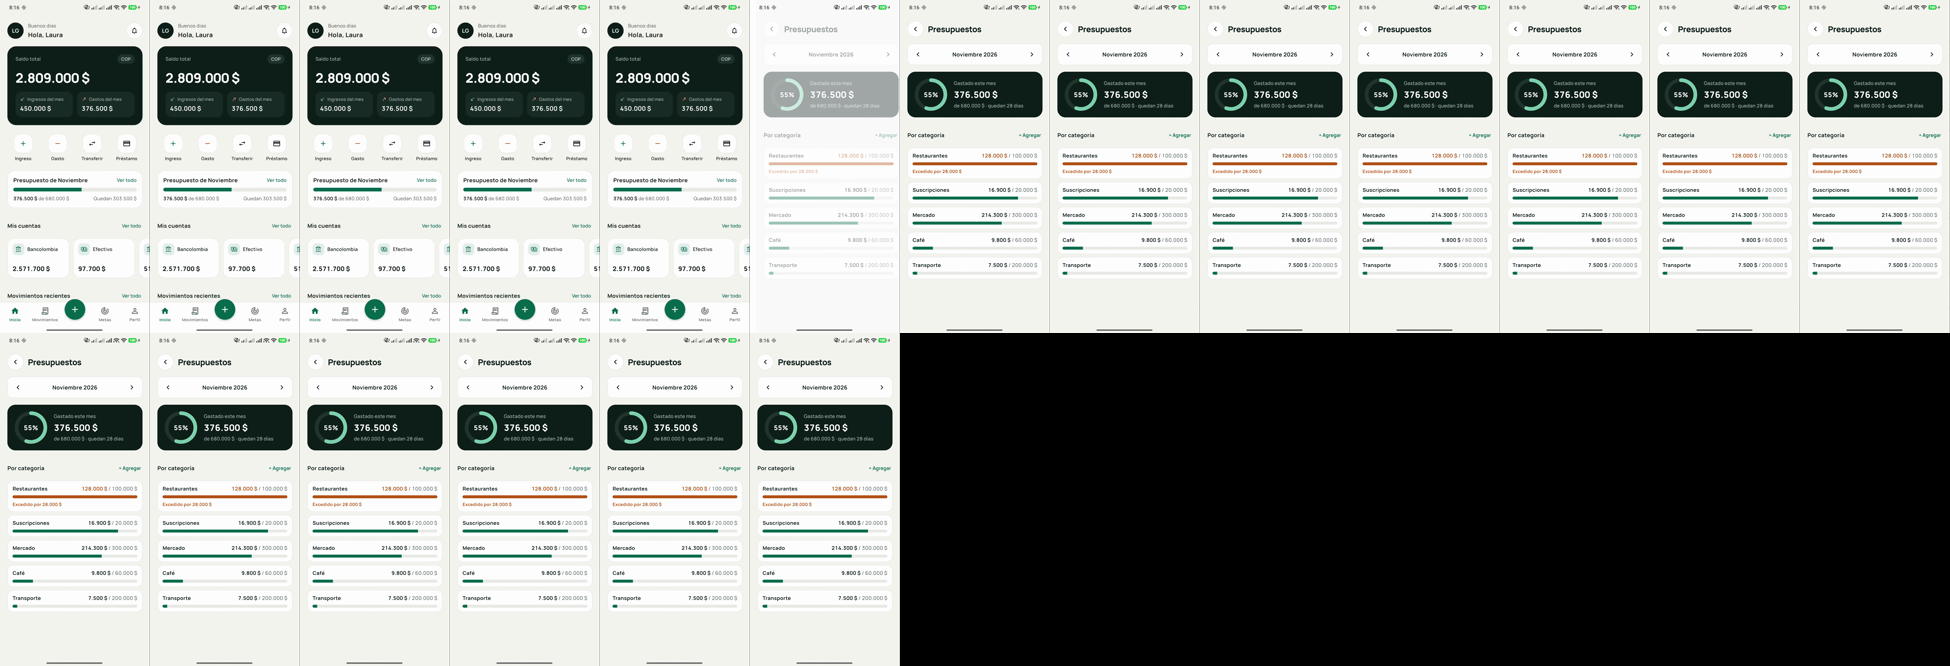 8:16
LG
Buenos días
Hola, Laura
Saldo total
COP
2.809.000 $
Ingresos del mes
Gastos del mes
450.000 $
376.500 $
Ingreso
Gasto
Transferir
Préstamo
Presupuesto de Noviembre
Ver todo
376.500 $ de 680.000 $
Quedan 303.500 $
Mis cuentas
Ver todo
Bancolombia
Efectivo
2.571.700 $
97.700 $
Movimientos recientes
Ver todo
Inicio
Movimientos
Metas
Perfil
8:16
Presupuestos
Noviembre 2026
55%
Gastado este mes
376.500 $
de 680.000 $ · quedan 28 días
Por categoría
+ Agregar
Restaurantes
128.000 $ / 100.000 $
Excedido por 28.000 $
Suscripciones
16.900 $ / 20.000 $
Mercado
214.300 $ / 300.000 $
Café
9.800 $ / 60.000 $
Transporte
7.500 $ / 200.000 $